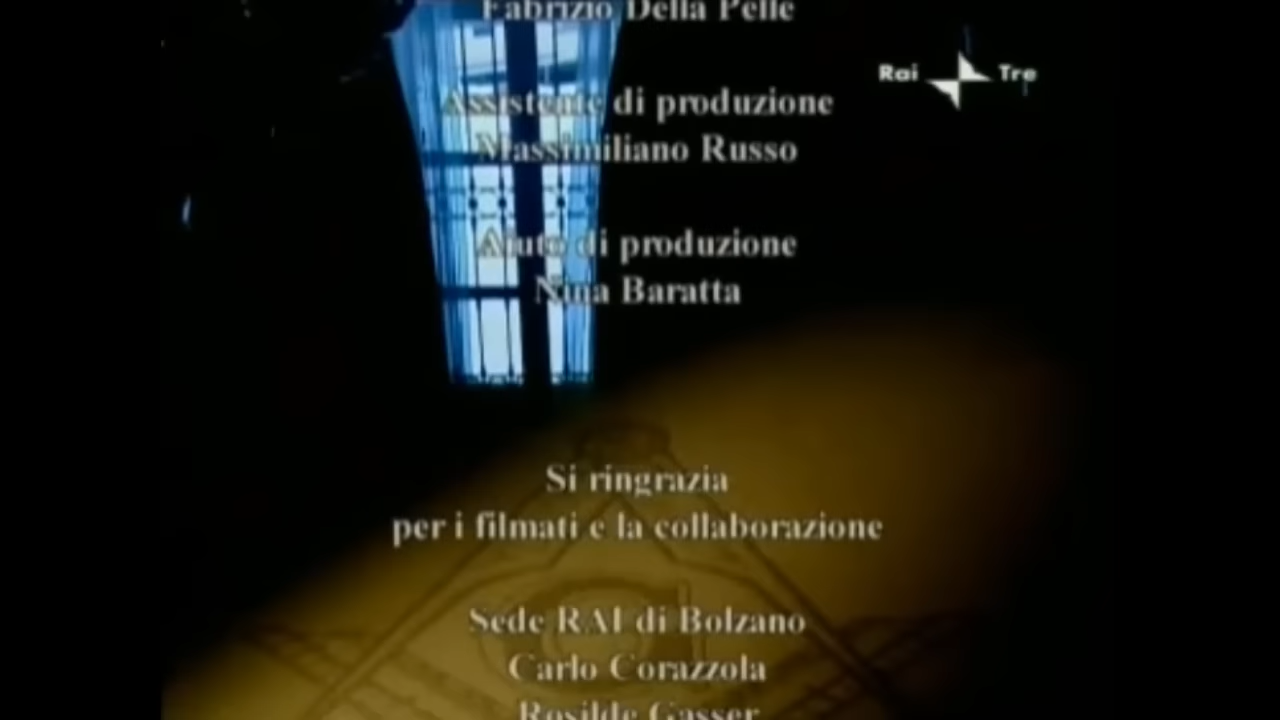 Fabrizio Della Pelle
Rai Tre
Assistente di produzione
Massimiliano Russo
Aiuto di produzione
Nina Baratta
Si ringrazia
per i filmati e la collaborazione
Sede RAI di Bolzano
Carlo Corazzola
Rosilde Gasser